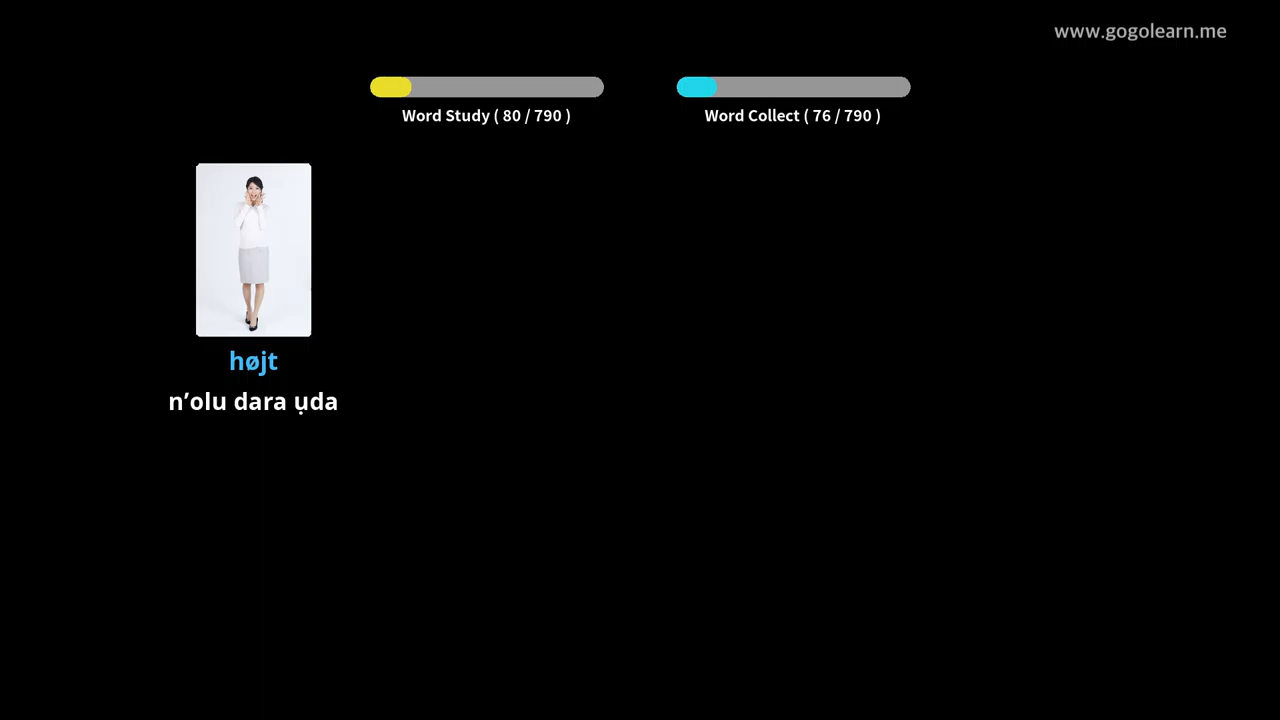 www.gogolearn.me
Word Study ( 80 / 790 )
Word Collect ( 76 / 790 )
højt
n’olu dara ụda